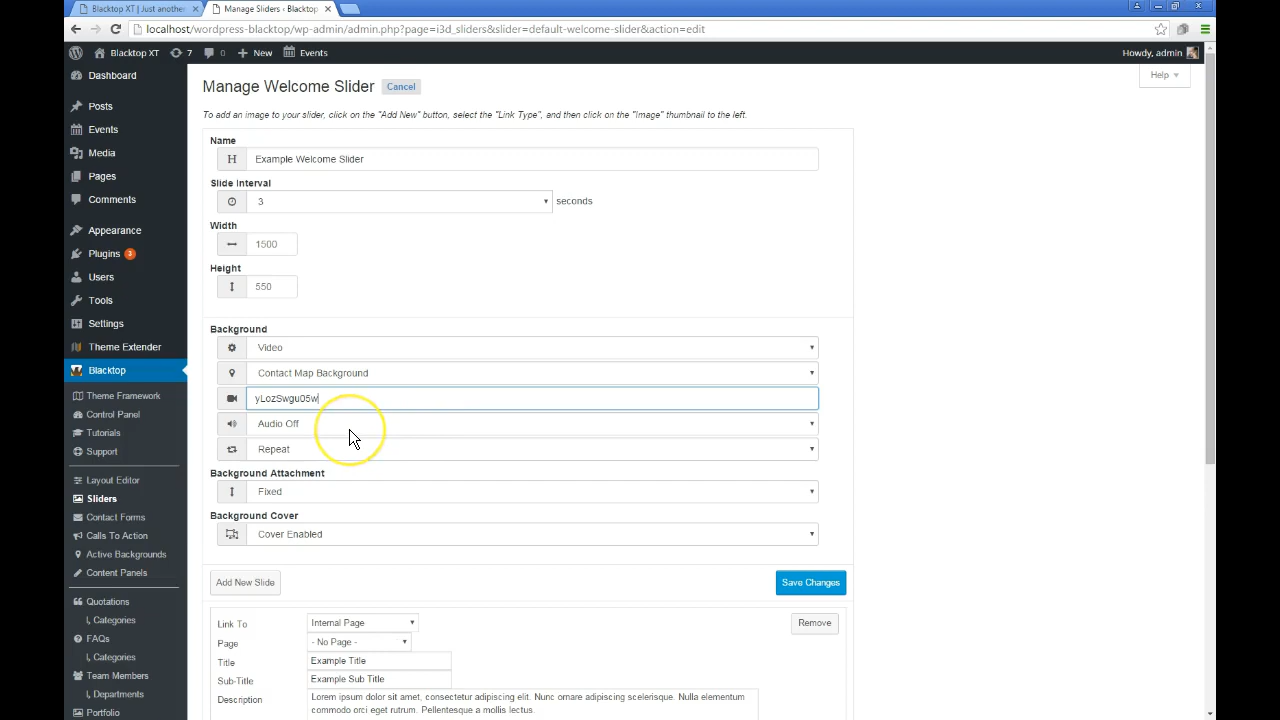 Blacktop XT | Just another
Manage Sliders ‹ Blacktop
localhost/wordpress-blacktop/wp-admin/admin.php?page=i3d_sliders&slider=default-welcome-slider&action=edit
Blacktop XT
7
0
New
Events
Howdy, admin
Dashboard
Posts
Events
Media
Pages
Comments
Appearance
Plugins 3
Users
Tools
Settings
Theme Extender
Blacktop
Theme Framework
Control Panel
Tutorials
Support
Layout Editor
Sliders
Contact Forms
Calls To Action
Active Backgrounds
Content Panels
Quotations
Categories
FAQs
Categories
Team Members
Departments
Portfolio
Help
Manage Welcome Slider Cancel
To add an image to your slider, click on the "Add New" button, select the "Link Type", and then click on the "Image" thumbnail to the left.
Name
Example Welcome Slider
Slide Interval
3 seconds
Width
1500
Height
550
Background
Video
Contact Map Background
yLozSwgu05w
Audio Off
Repeat
Background Attachment
Fixed
Background Cover
Cover Enabled
Add New Slide
Save Changes
Link To Internal Page
Remove
Page - No Page -
Title Example Title
Sub-Title Example Sub Title
Description Lorem ipsum dolor sit amet, consectetur adipiscing elit. Nunc ornare adipiscing scelerisque. Nulla elementum
commodo orci eget rutrum. Pellentesque a mollis lectus.